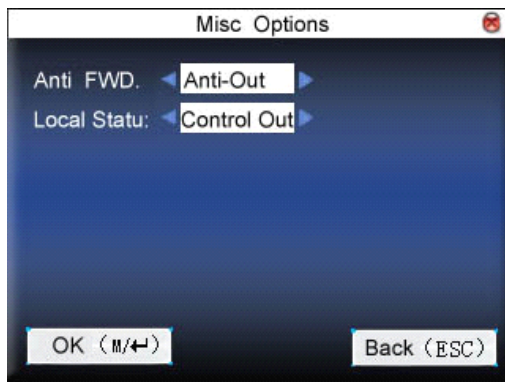 Misc Options
Anti FWD. Anti-Out
Local Statu: Control Out
OK (M/↵) Back (ESC)